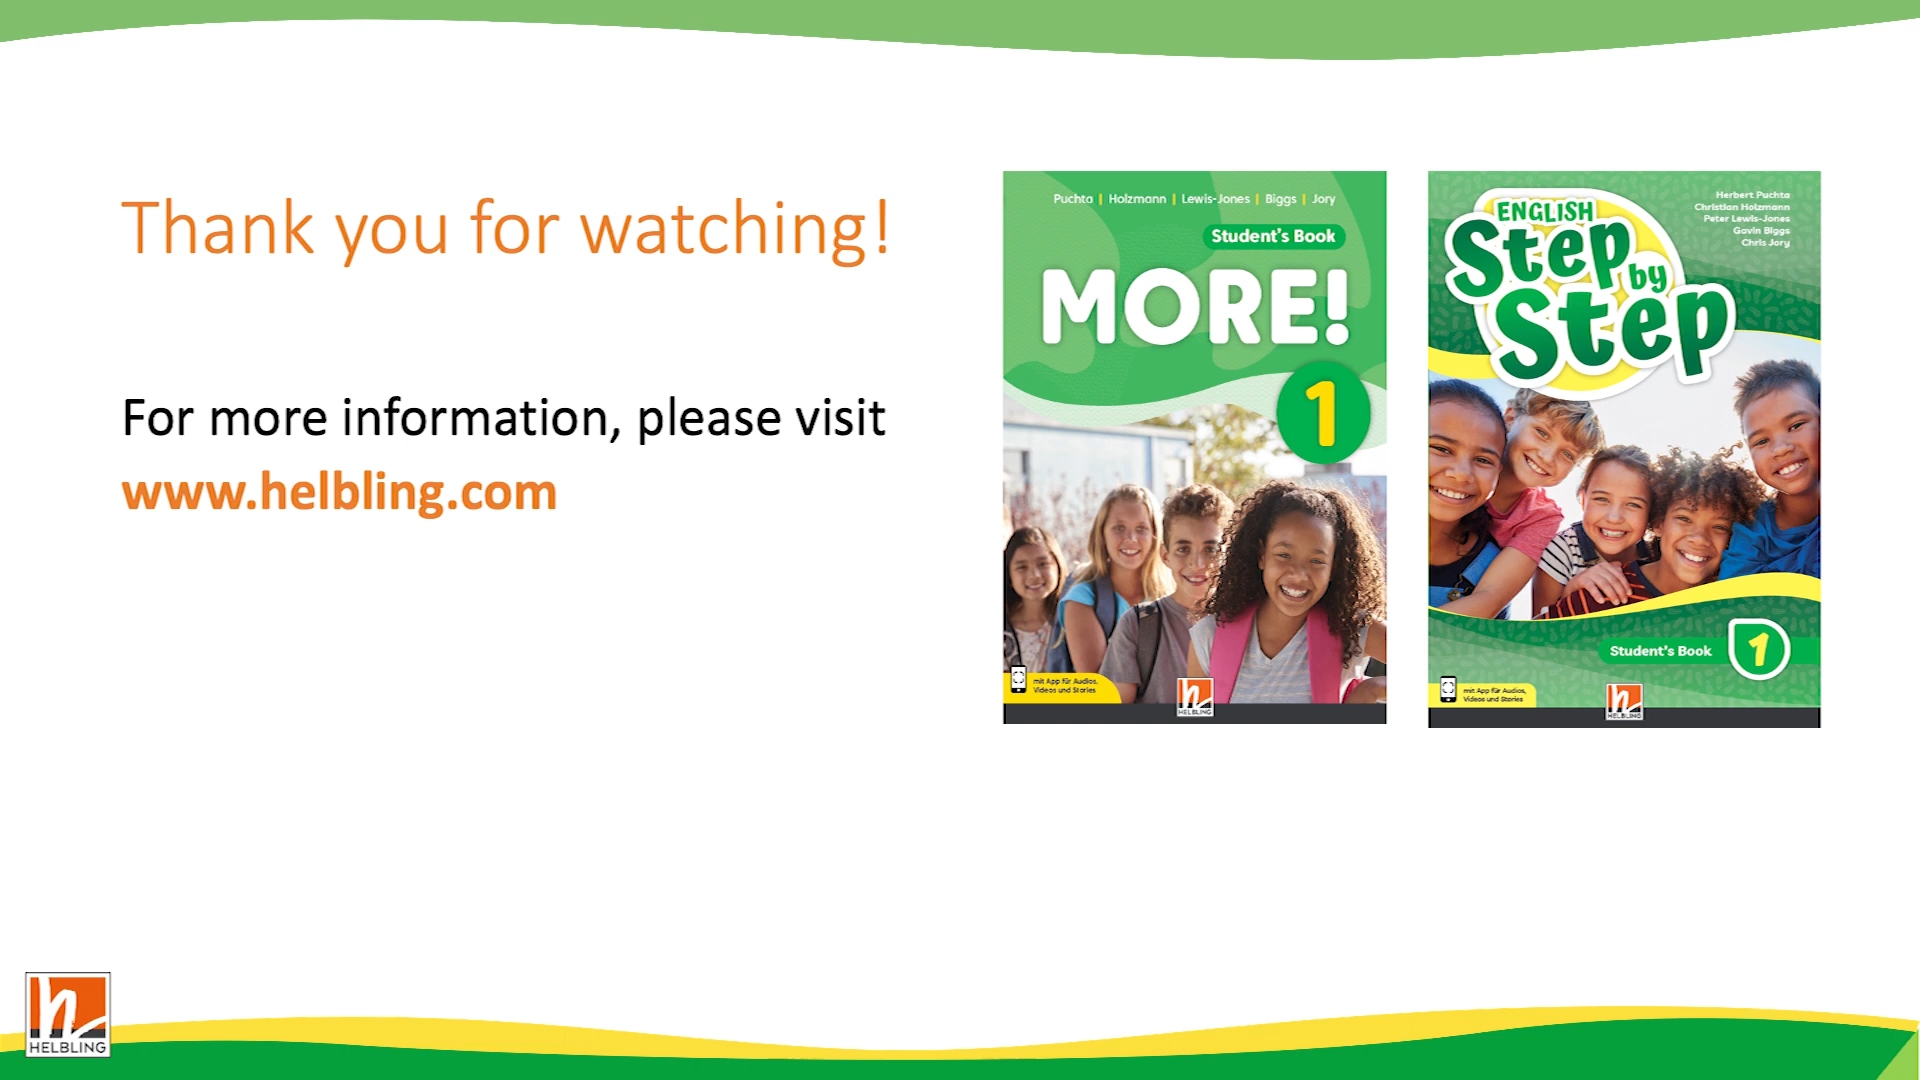 Thank you for watching!
For more information, please visit
www.helbling.com
Puchta | Holzmann | Lewis-Jones | Biggs | Jory
Student's Book
MORE!
1
mit App für Audios,
Videos und Stories
HELBLING
Herbert Puchta
Christian Holzmann
Peter Lewis-Jones
Gavin Biggs
Chris Jory
ENGLISH
Step
by
Step
Student's Book 1
mit App für Audios,
Videos und Stories
HELBLING
HELBLING